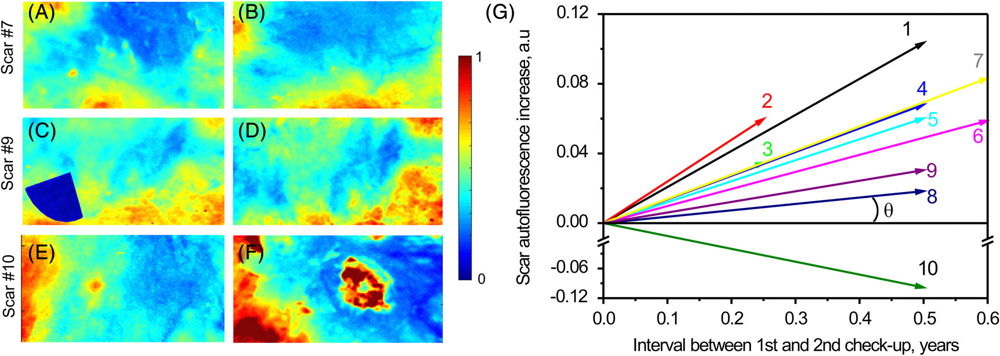 Scar #7
(A)
(B)
Scar #9
(C)
(D)
Scar #10
(E)
(F)
1
0
(G)
Scar autofluorescence increase, a.u
0.12
0.08
0.04
0.00
-0.06
-0.12
1
2
3
4
5
6
7
8
9
10
θ
0.0 0.1 0.2 0.3 0.4 0.5 0.6
Interval between 1st and 2nd check-up, years